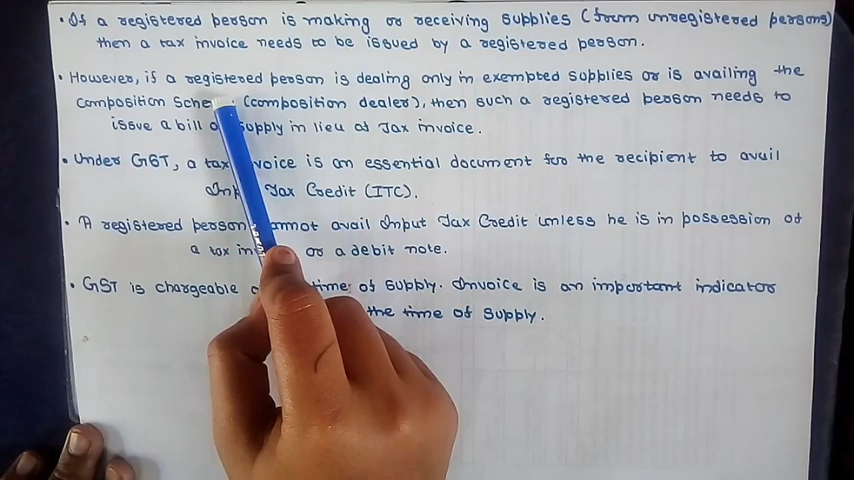 • If a registered person is making or receiving supplies (from unregistered persons)
then a tax invoice needs to be issued by a registered person.
• However, if a registered person is dealing only in exempted supplies or is availing the
composition Sche (composition dealer), then such a registered person needs to
issue a bill of supply in lieu of Tax invoice.
• Under GST, a tax voice is an essential document for the recipient to avail
Inp Tax Credit (ITC).
• A registered person cannot avail Input Tax Credit unless he is in possession of
a tax in or a debit note.
• GST is chargeable time of supply. Invoice is an important indicator
the time of supply.